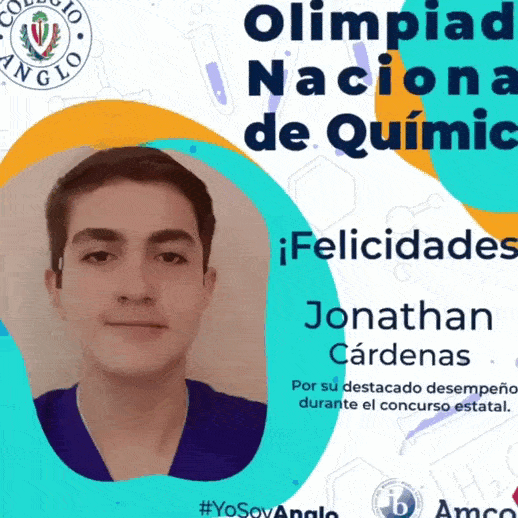 COLEGIO
ANGLO
Olimpiad
Naciona
de Químic
¡Felicidades
Jonathan
Cárdenas
Por su destacado desempeño
durante el concurso estatal.
#YoSoyAnglo
ib
Amco